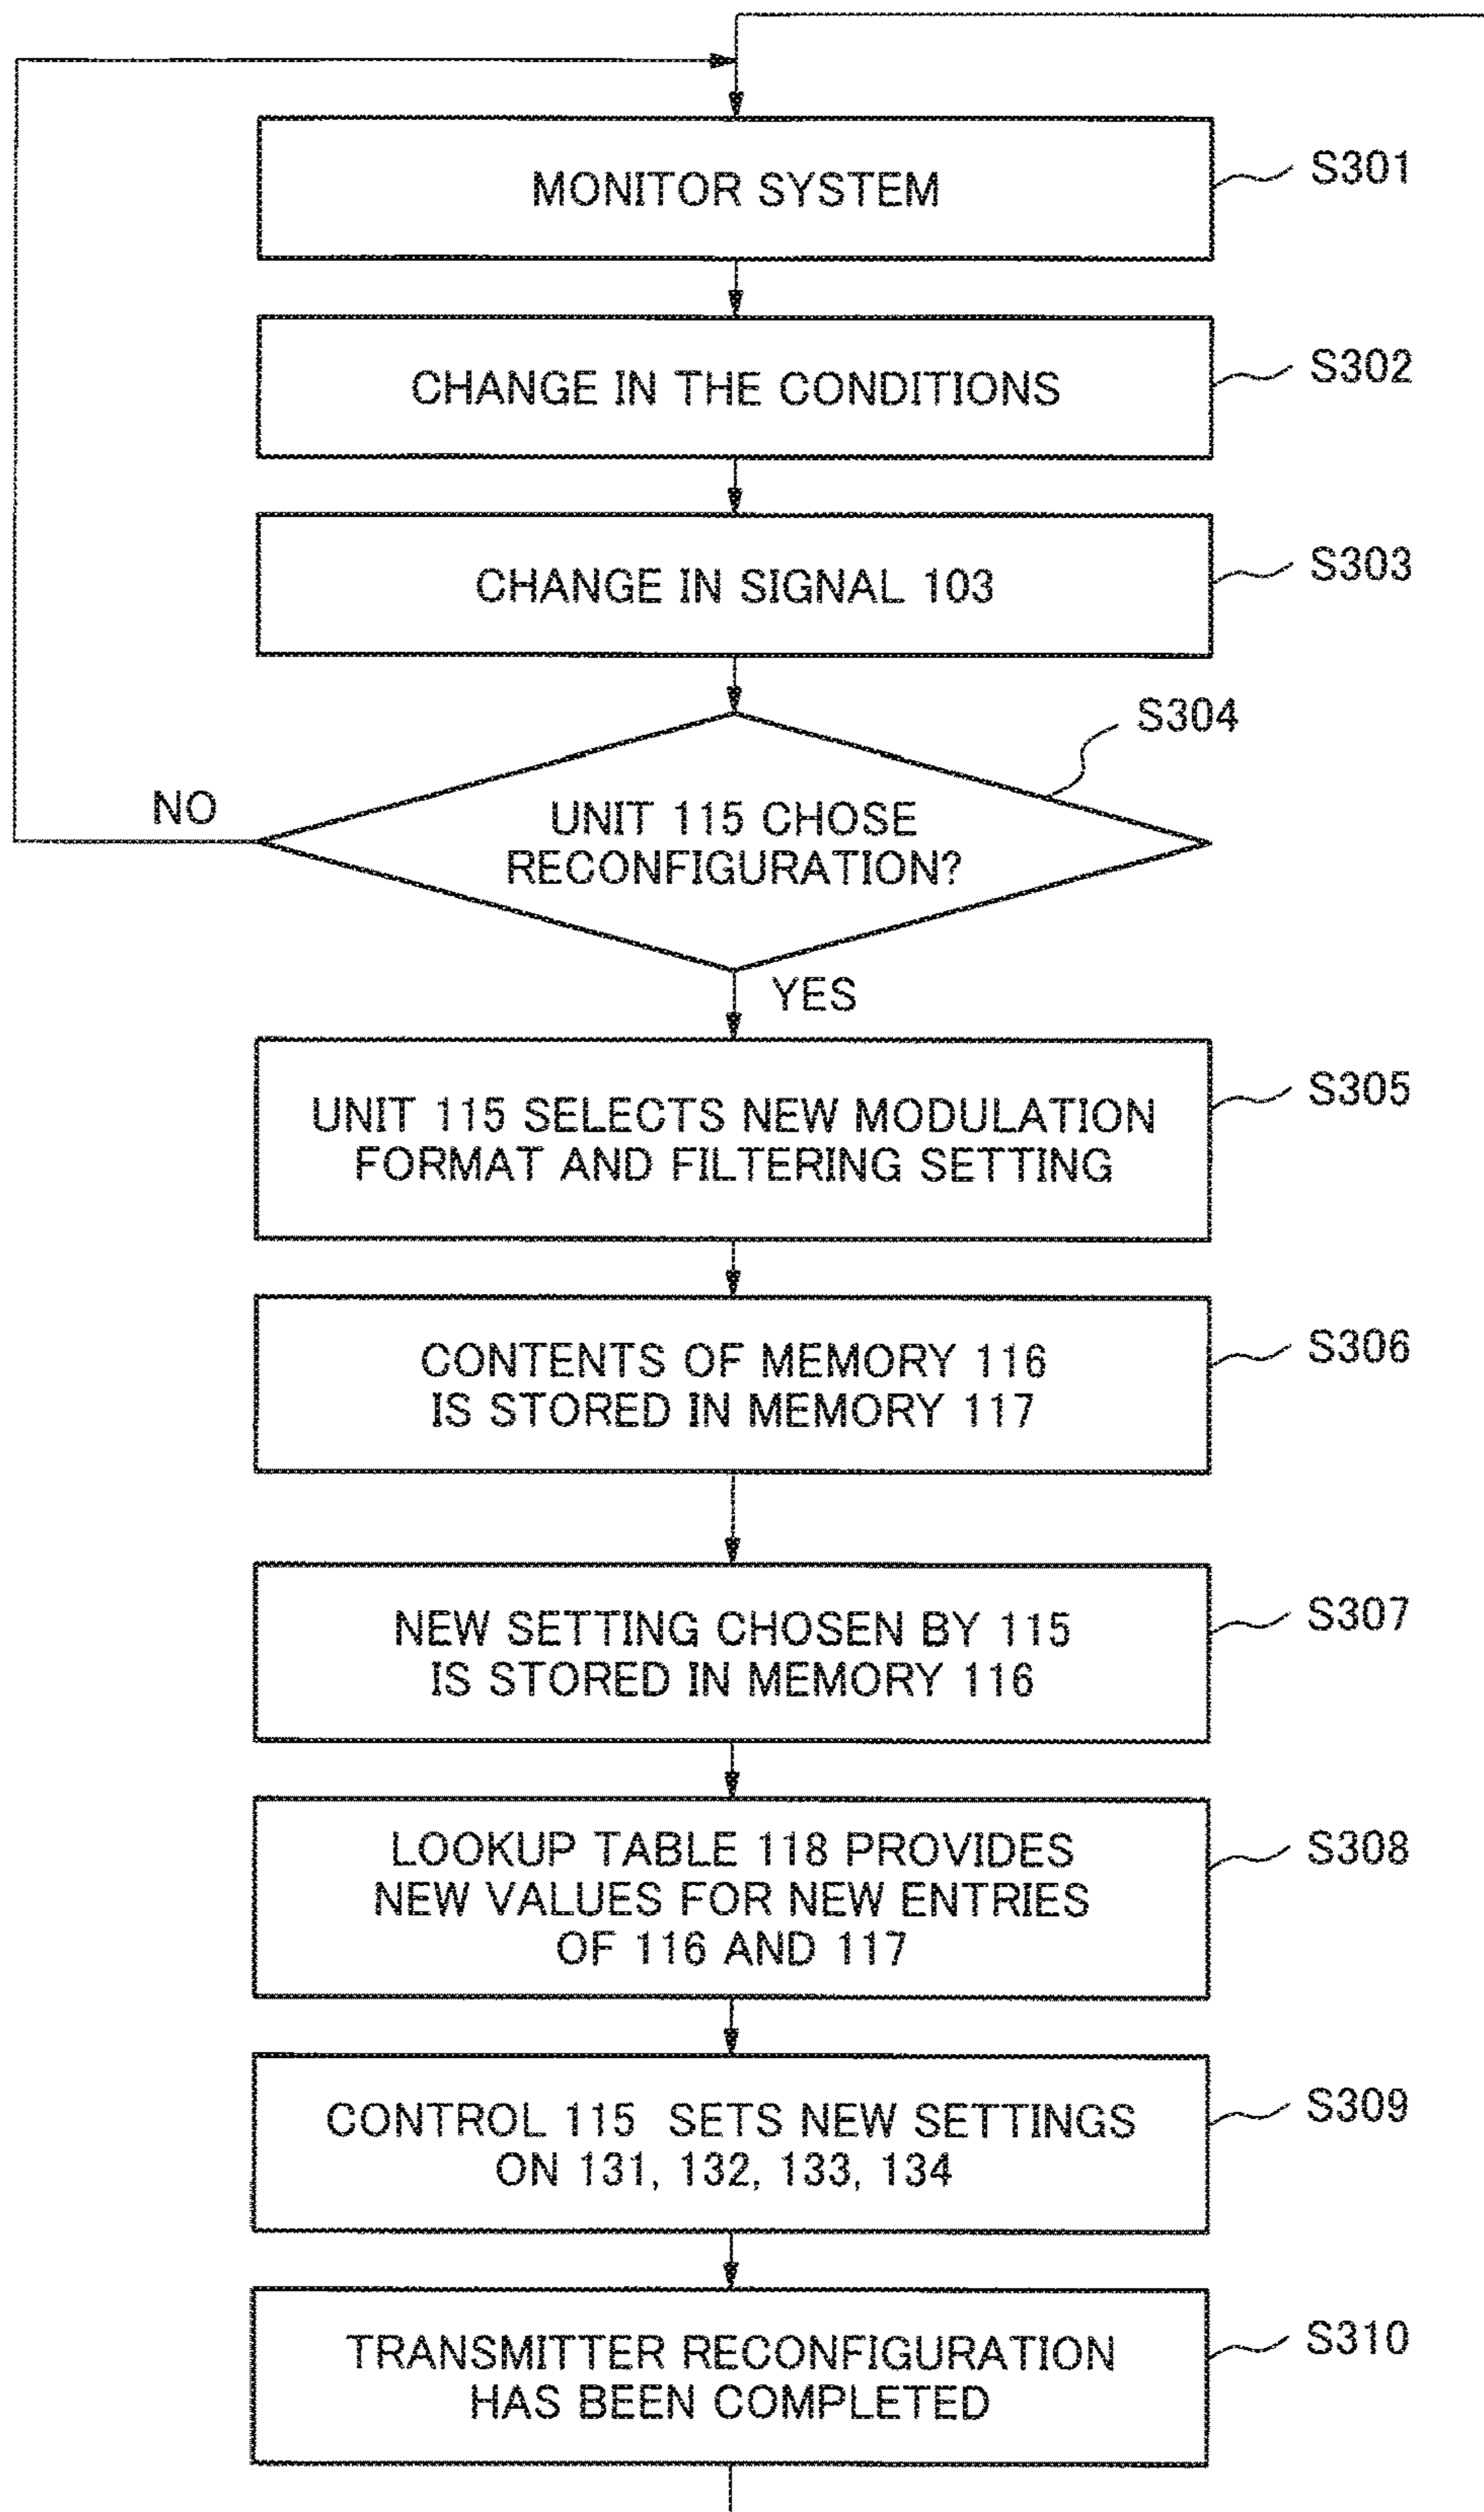 MONITOR SYSTEM
S301
CHANGE IN THE CONDITIONS
S302
CHANGE IN SIGNAL 103
S303
S304
UNIT 115 CHOSE
RECONFIGURATION?
NO
YES
UNIT 115 SELECTS NEW MODULATION
FORMAT AND FILTERING SETTING
S305
CONTENTS OF MEMORY 116
IS STORED IN MEMORY 117
S306
NEW SETTING CHOSEN BY 115
IS STORED IN MEMORY 116
S307
LOOKUP TABLE 118 PROVIDES
NEW VALUES FOR NEW ENTRIES
OF 116 AND 117
S308
CONTROL 115 SETS NEW SETTINGS
ON 131, 132, 133, 134
S309
TRANSMITTER RECONFIGURATION
HAS BEEN COMPLETED
S310